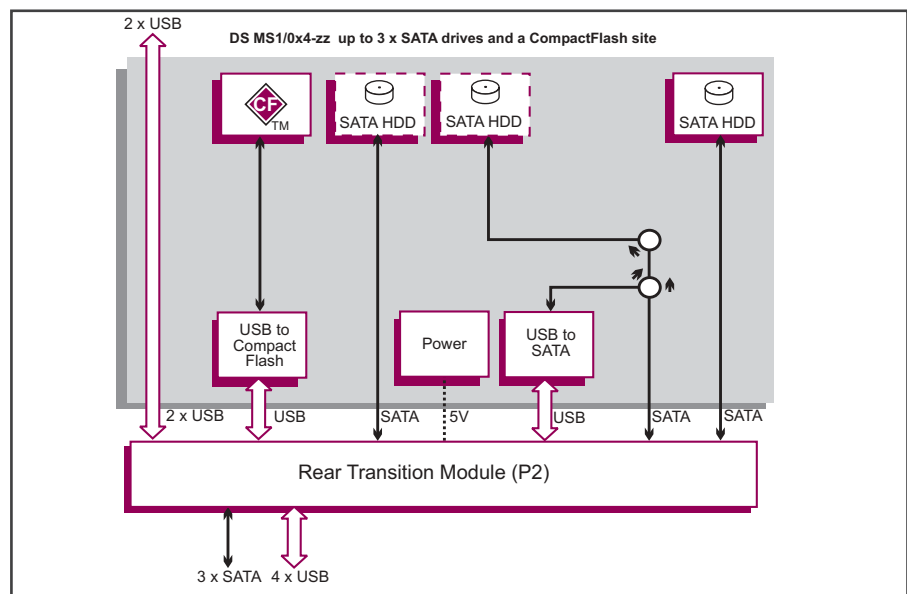 2 x USB
DS MS1/0x4-zz up to 3 x SATA drives and a CompactFlash site
CF
TM
SATA HDD
SATA HDD
SATA HDD
USB to
Compact
Flash
Power
USB to
SATA
2 x USB
USB
SATA
5V
USB
SATA
SATA
Rear Transition Module (P2)
3 x SATA
4 x USB